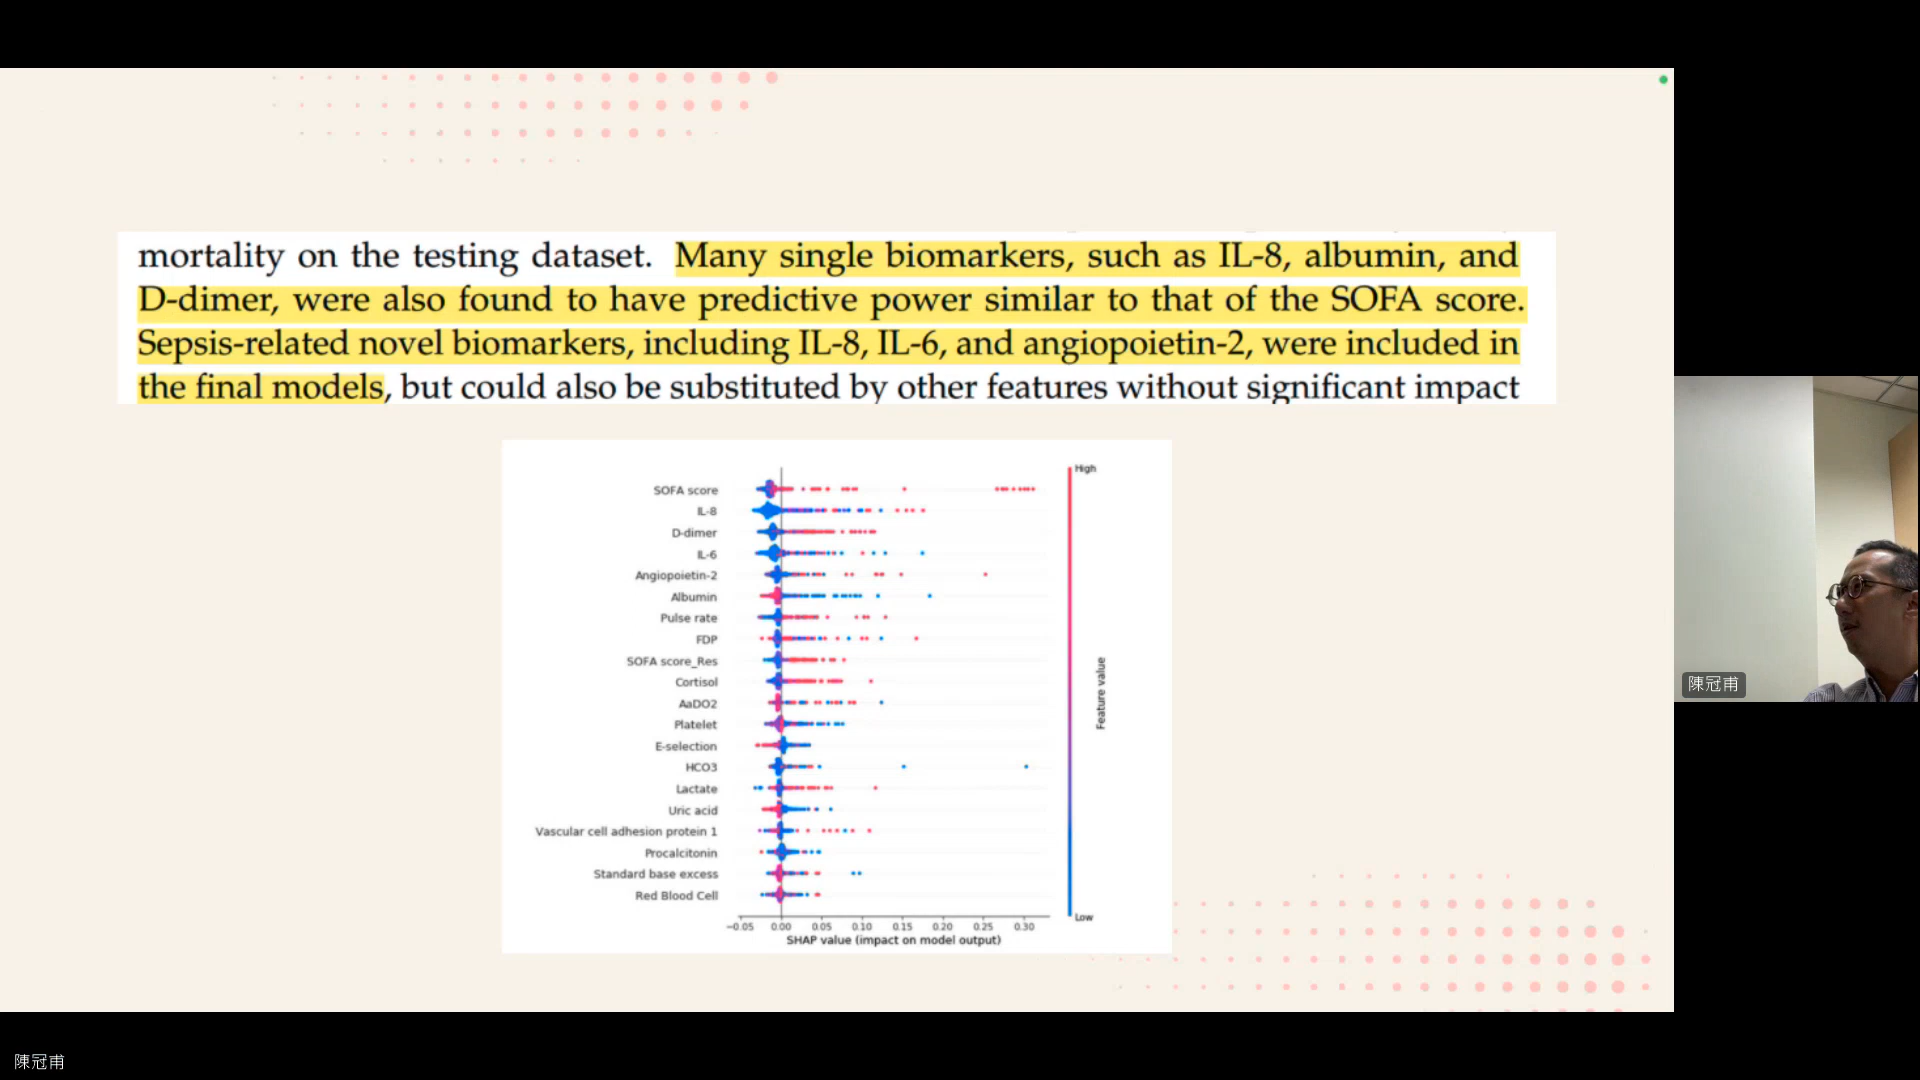 mortality on the testing dataset. Many single biomarkers, such as IL-8, albumin, and
D-dimer, were also found to have predictive power similar to that of the SOFA score.
Sepsis-related novel biomarkers, including IL-8, IL-6, and angiopoietin-2, were included in
the final models, but could also be substituted by other features without significant impact
High
SOFA score
IL-8
D-dimer
IL-6
Angiopoietin-2
Albumin
Pulse rate
FDP
SOFA score_Res
Cortisol
AaDO2
Platelet
E-selection
HCO3
Lactate
Uric acid
Vascular cell adhesion protein 1
Procalcitonin
Standard base excess
Red Blood Cell
Feature value
Low
−0.05 0.00 0.05 0.10 0.15 0.20 0.25 0.30
SHAP value (impact on model output)
陳冠甫
陳冠甫